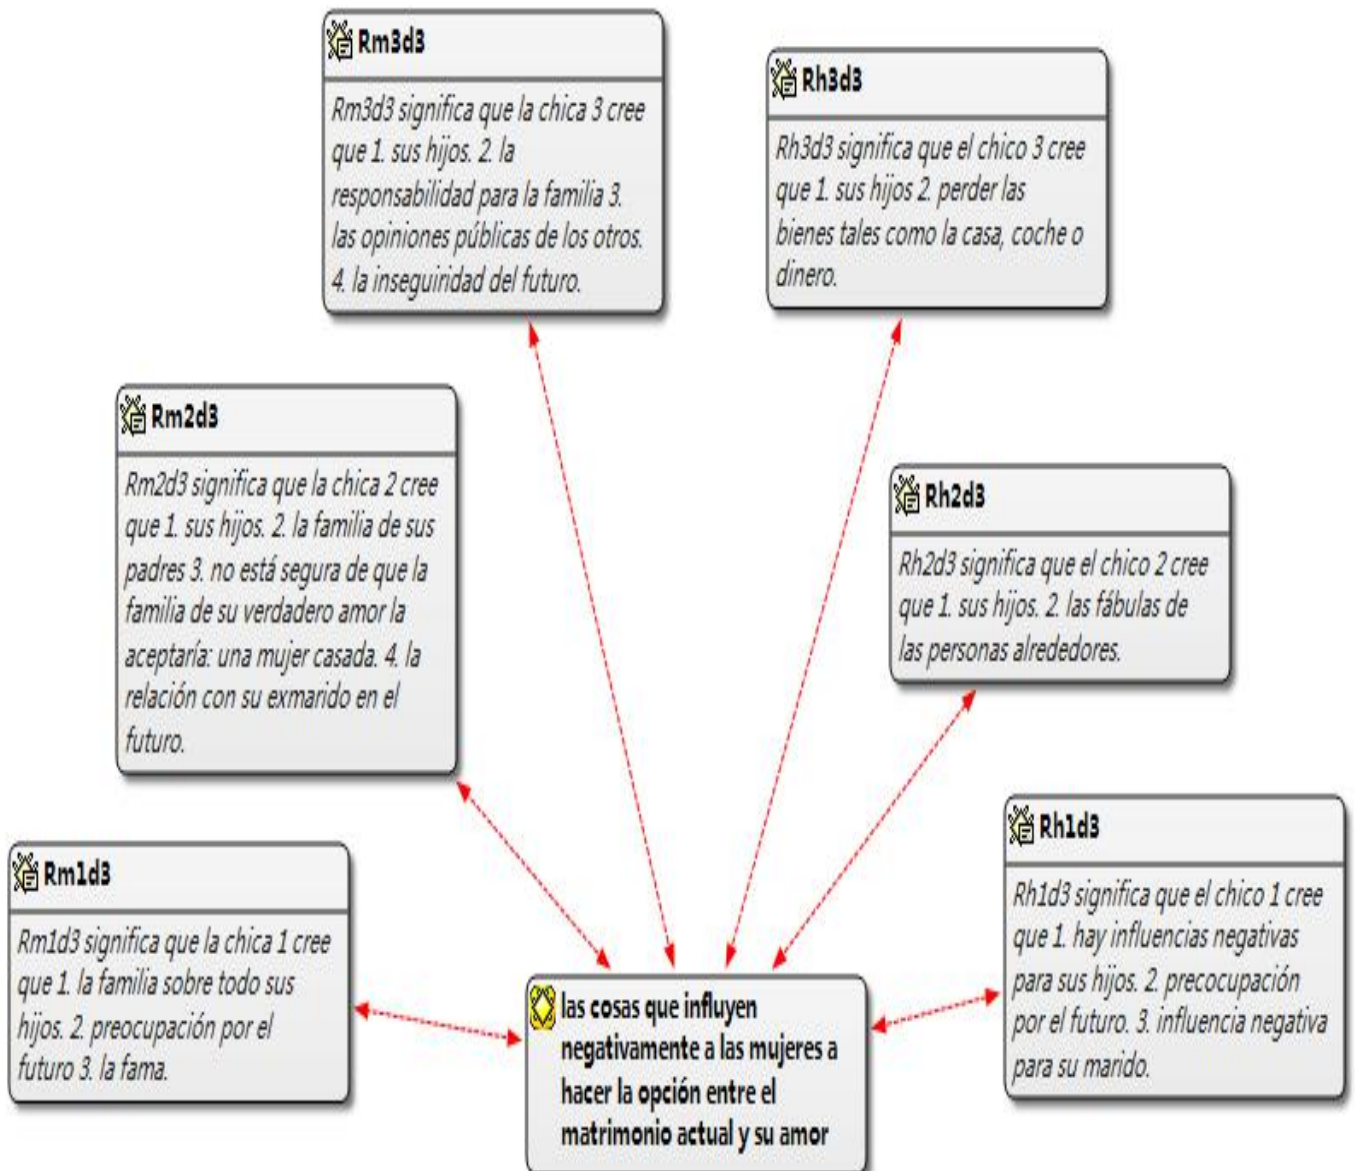 Rm3d3
Rm3d3 significa que la chica 3 cree
que 1. sus hijos. 2. la
responsabilidad para la familia 3.
las opiniones públicas de los otros.
4. la inseguiridad del futuro.
Rh3d3
Rh3d3 significa que el chico 3 cree
que 1. sus hijos 2. perder las
bienes tales como la casa, coche o
dinero.
Rm2d3
Rm2d3 significa que la chica 2 cree
que 1. sus hijos. 2. la familia de sus
padres 3. no está segura de que la
familia de su verdadero amor la
aceptaría: una mujer casada. 4. la
relación con su exmarido en el
futuro.
Rh2d3
Rh2d3 significa que el chico 2 cree
que 1. sus hijos. 2. las fábulas de
las personas alrededores.
Rm1d3
Rm1d3 significa que la chica 1 cree
que 1. la familia sobre todo sus
hijos. 2. preocupación por el
futuro 3. la fama.
Rh1d3
Rh1d3 significa que el chico 1 cree
que 1. hay influencias negativas
para sus hijos. 2. precocupación
por el futuro. 3. influencia negativa
para su marido.
las cosas que influyen
negativamente a las mujeres a
hacer la opción entre el
matrimonio actual y su amor